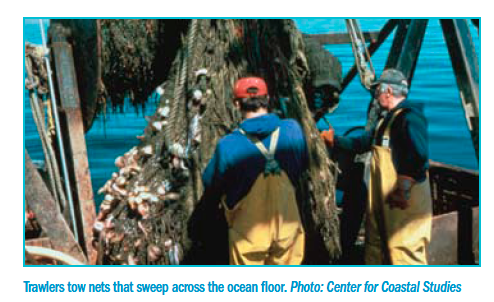 Trawlers tow nets that sweep across the ocean floor. Photo: Center for Coastal Studies